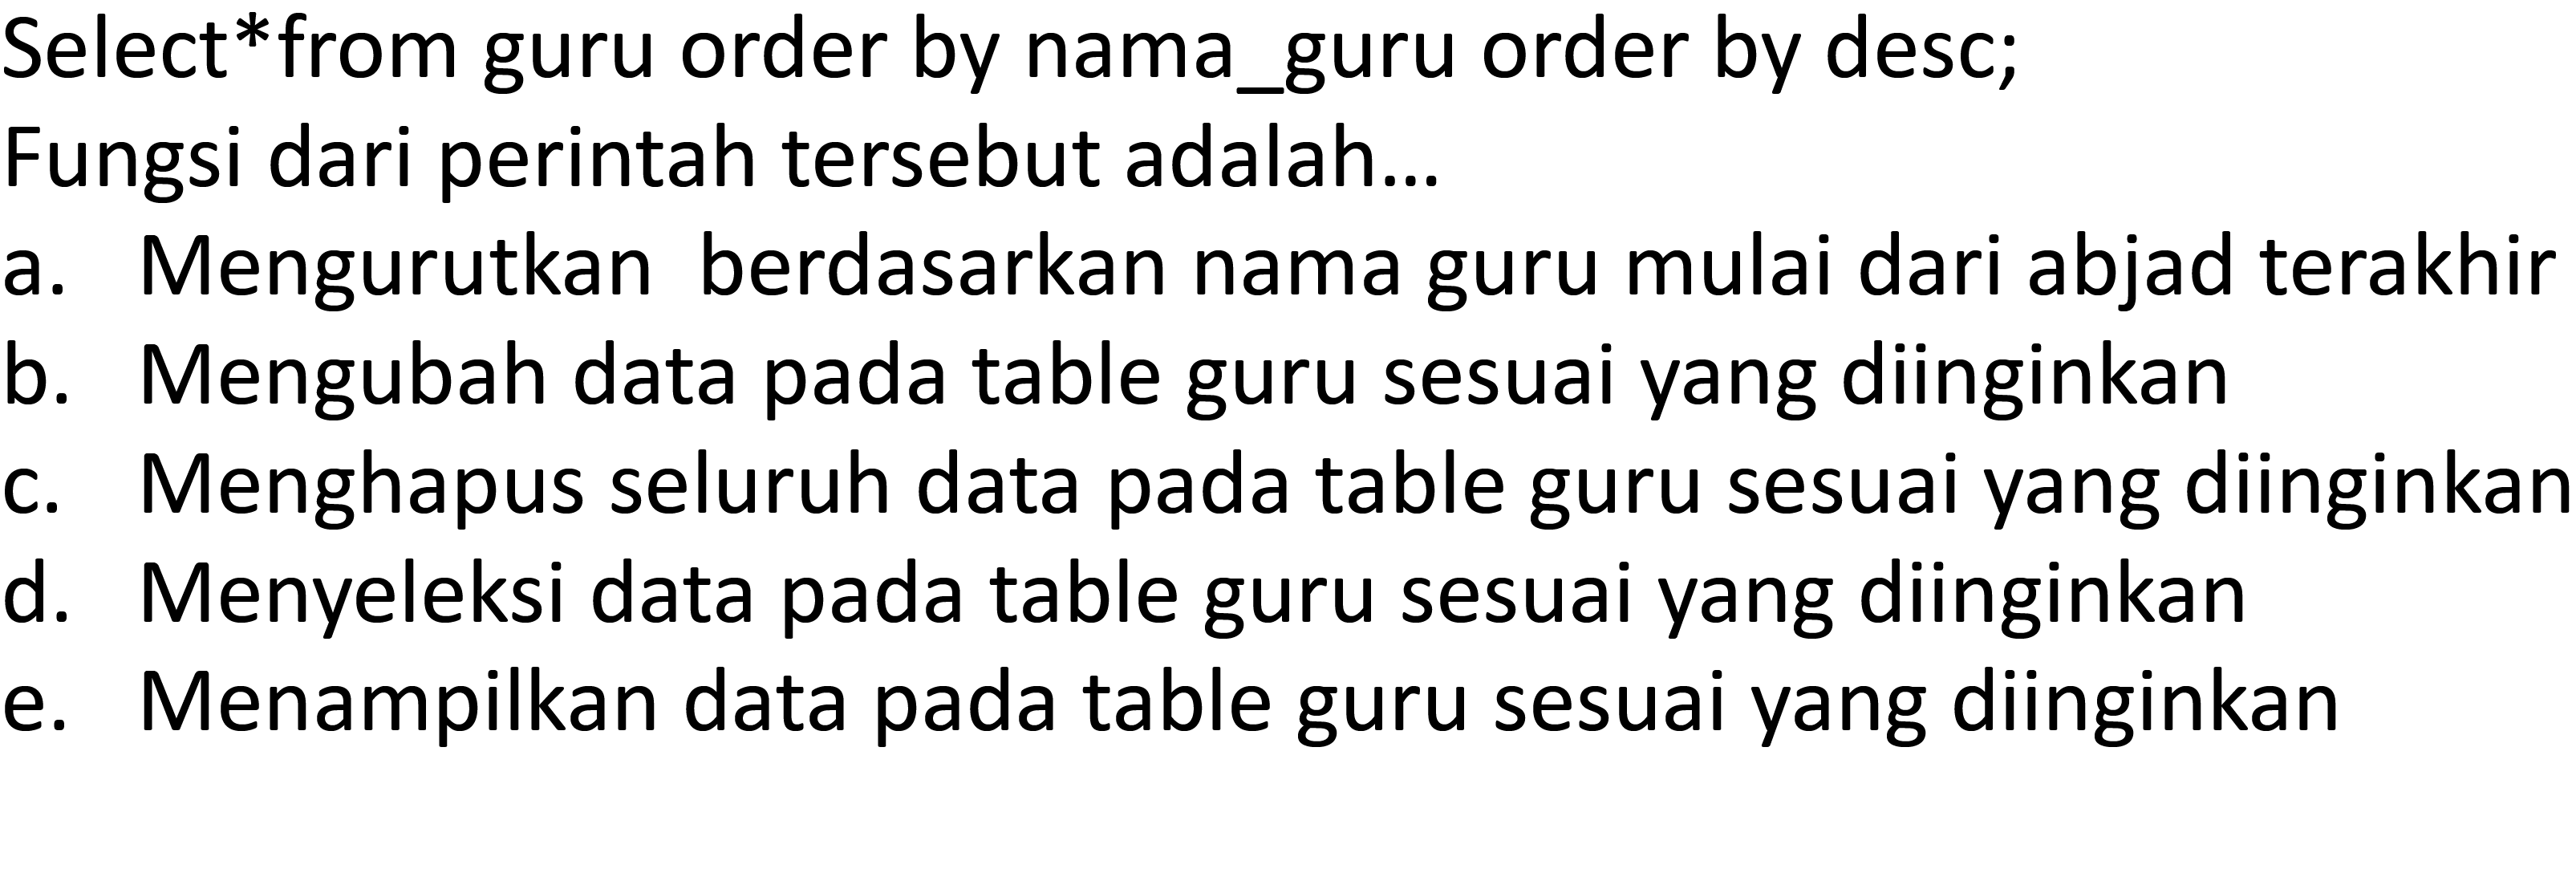 Select*from guru order by nama_guru order by desc;
Fungsi dari perintah tersebut adalah...
a. Mengurutkan berdasarkan nama guru mulai dari abjad terakhir
b. Mengubah data pada table guru sesuai yang diinginkan
c. Menghapus seluruh data pada table guru sesuai yang diinginkan
d. Menyeleksi data pada table guru sesuai yang diinginkan
e. Menampilkan data pada table guru sesuai yang diinginkan